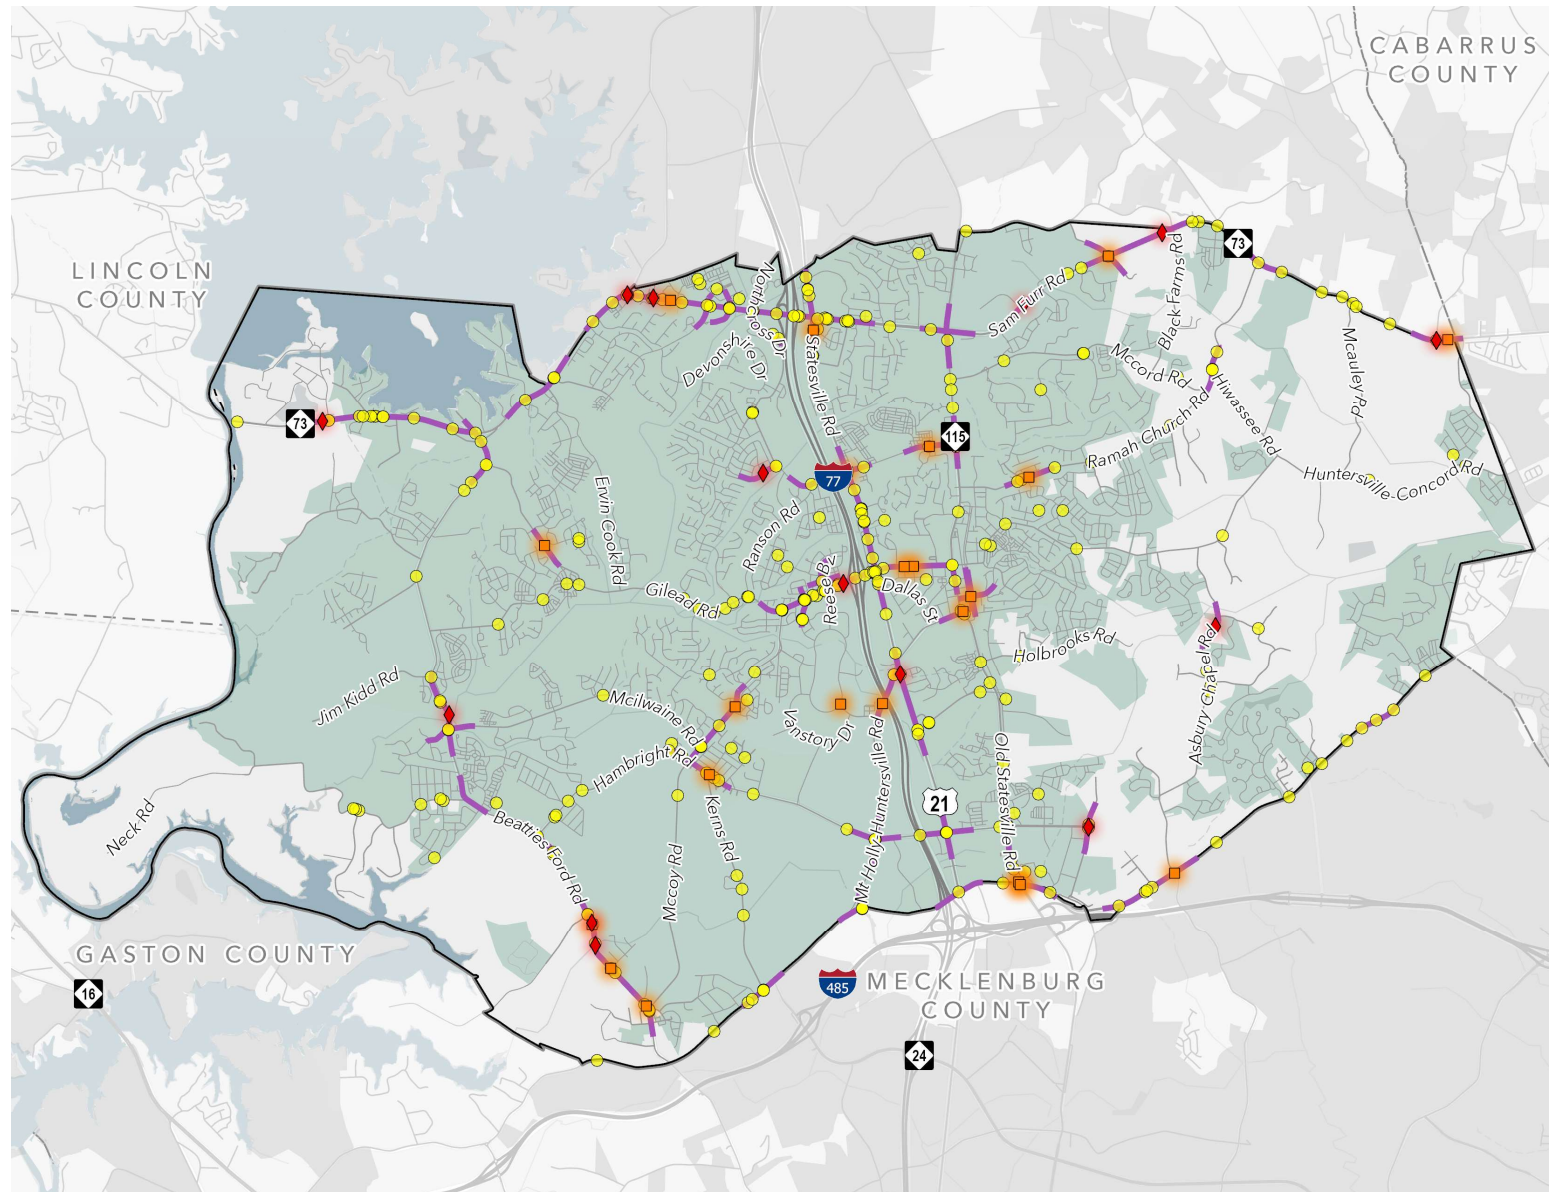 CABARRUS
COUNTY
LINCOLN
COUNTY
73
Northcross Dr
Sam Furr Rd
Black Farms Rd
Devonshire Dr
Statesville Rd
Mccord Rd
Mcauley Rd
Hiwassee Rd
73
115
Ramah Church Rd
Huntersville-Concord Rd
77
Ervin Cook Rd
Ranson Rd
Gilead Rd
Dallas St
Holbrooks Rd
Jim Kidd Rd
Mcilwaine Rd
Vanstory Dr
Asbury Chapel Rd
Hambright Rd
Old Statesville Rd
Mt Holly-Huntersville Rd
21
Neck Rd
Beatties Ford Rd
Kerns Rd
Mccoy Rd
GASTON COUNTY
16
485
MECKLENBURG
COUNTY
24